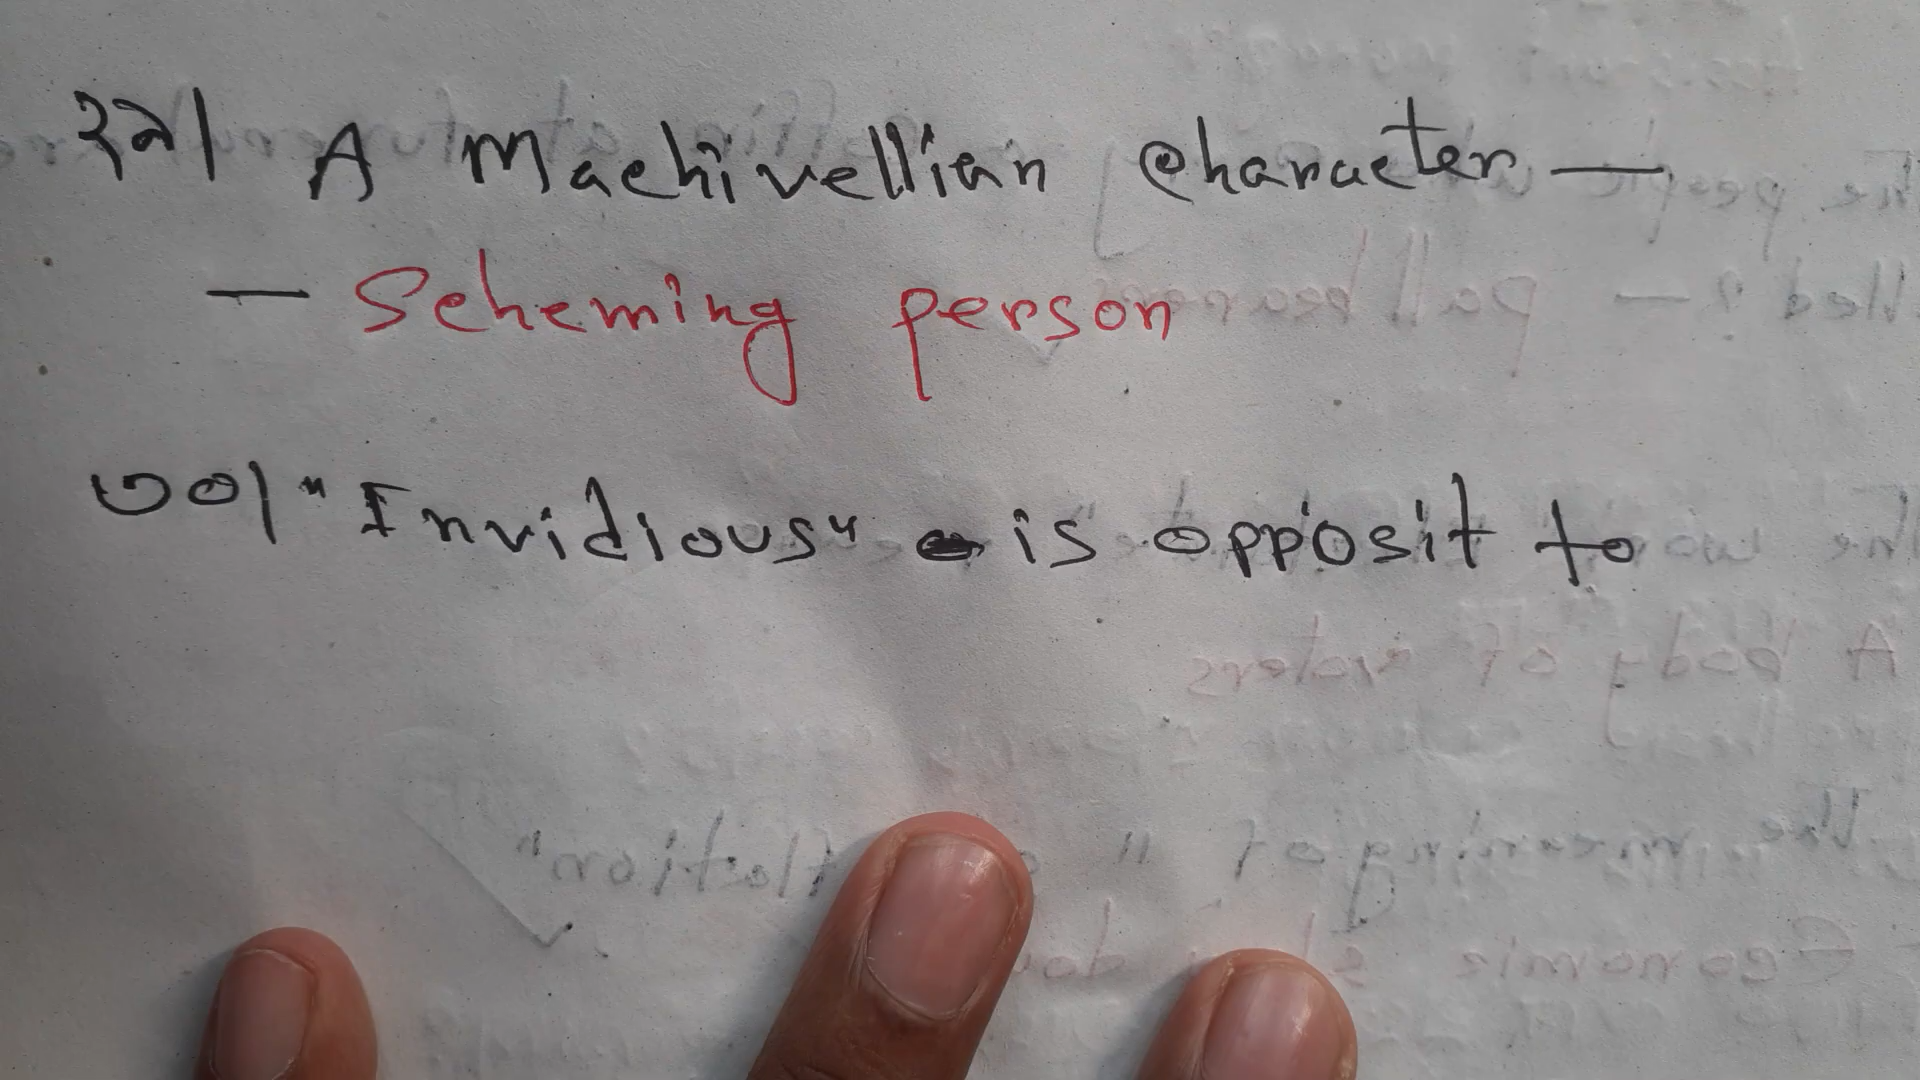 ২৯। A Machivellian Character —
— Scheming person
৩০। "Invidious" is opposit to